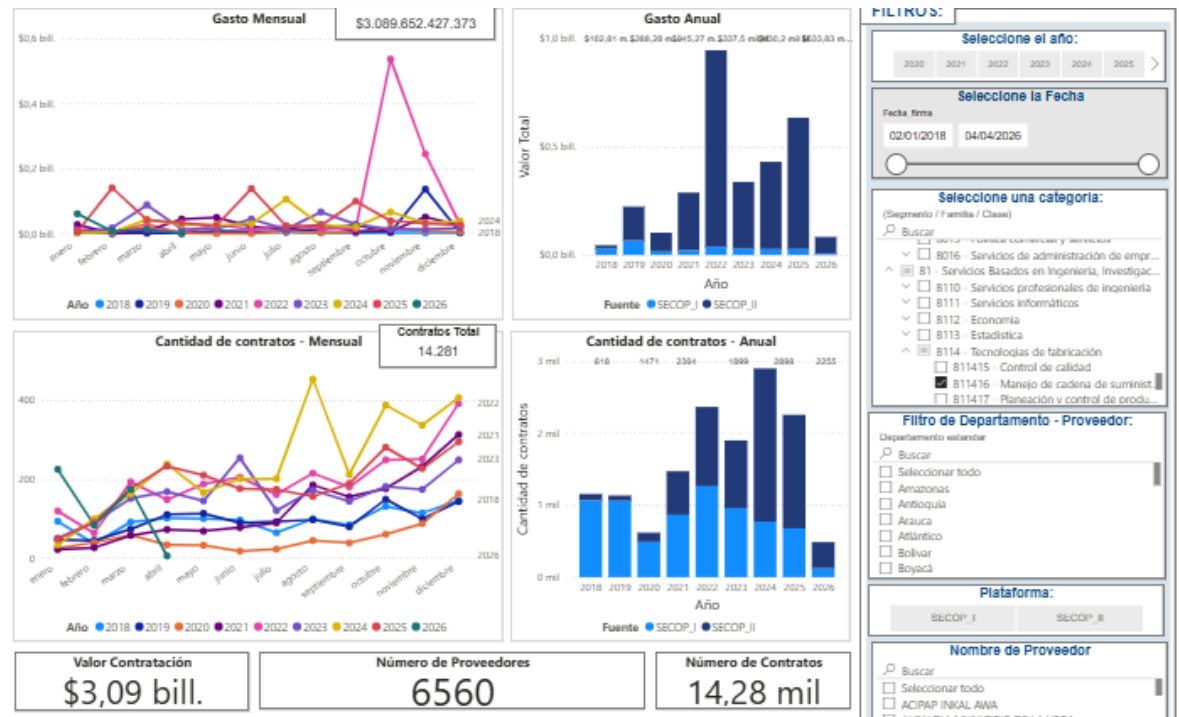 Gasto Mensual
$3.089.652.427.373
$0,6 bill.
$0,4 bill.
$0,2 bill.
$0,0 bill.
2024
2018
enero
febrero
marzo
abril
mayo
junio
julio
agosto
septiembre
octubre
noviembre
diciembre
Año 2018 2019 2020 2021 2022 2023 2024 2025 2026
Gasto Anual
$1,0 bill.
$0,5 bill.
$0,0 bill.
Valor Total
2018 2019 2020 2021 2022 2023 2024 2025 2026
Año
Fuente SECOP_I SECOP_II
Cantidad de contratos - Mensual
Contratos Total
14.281
400
200
0
2022
2021
2023
2018
2026
enero
febrero
marzo
abril
mayo
junio
julio
agosto
septiembre
octubre
noviembre
diciembre
Año 2018 2019 2020 2021 2022 2023 2024 2025 2026
Cantidad de contratos - Anual
3 mil
618 1471 2364 1899 2898 2255
2 mil
1 mil
0 mil
Cantidad de contratos
2018 2019 2020 2021 2022 2023 2024 2025 2026
Año
Fuente SECOP_I SECOP_II
Valor Contratación
$3,09 bill.
Número de Proveedores
6560
Número de Contratos
14,28 mil
FILTROS:
Seleccione el año:
2020 2021 2022 2023 2024 2025
Seleccione la Fecha
Fecha_firma
02/01/2018 04/04/2026
Seleccione una categoria:
(Segmento / Familia / Clase)
Buscar
8016 - Servicios de administración de empr...
81 - Servicios Basados en Ingeniería, Investigac...
8110 - Servicios profesionales de ingeniería
8111 - Servicios informáticos
8112 - Economía
8113 - Estadística
8114 - Tecnologías de fabricación
811415 - Control de calidad
811416 - Manejo de cadena de suminist...
811417 - Planeación y control de produ...
Filtro de Departamento - Proveedor:
Departamento estandar
Buscar
Seleccionar todo
Amazonas
Antioquia
Arauca
Atlántico
Bolívar
Boyacá
Plataforma:
SECOP_I SECOP_II
Nombre de Proveedor
Buscar
Seleccionar todo
ACIPAP INKAL AWA